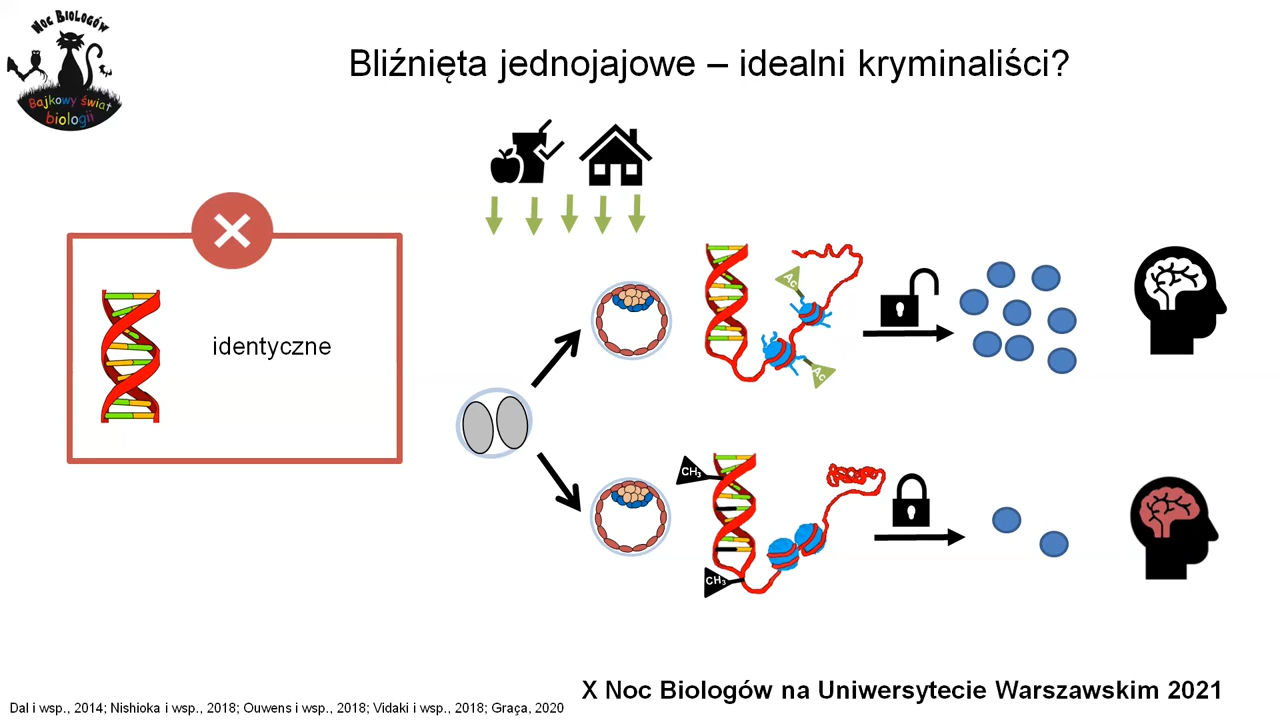 Noc Biologów
Bajkowy świat
biologii
Bliźnięta jednojajowe – idealni kryminaliści?
identyczne
Ac
Ac
CH3
CH3
X Noc Biologów na Uniwersytecie Warszawskim 2021
Dal i wsp., 2014; Nishioka i wsp., 2018; Ouwens i wsp., 2018; Vidaki i wsp., 2018; Graça, 2020